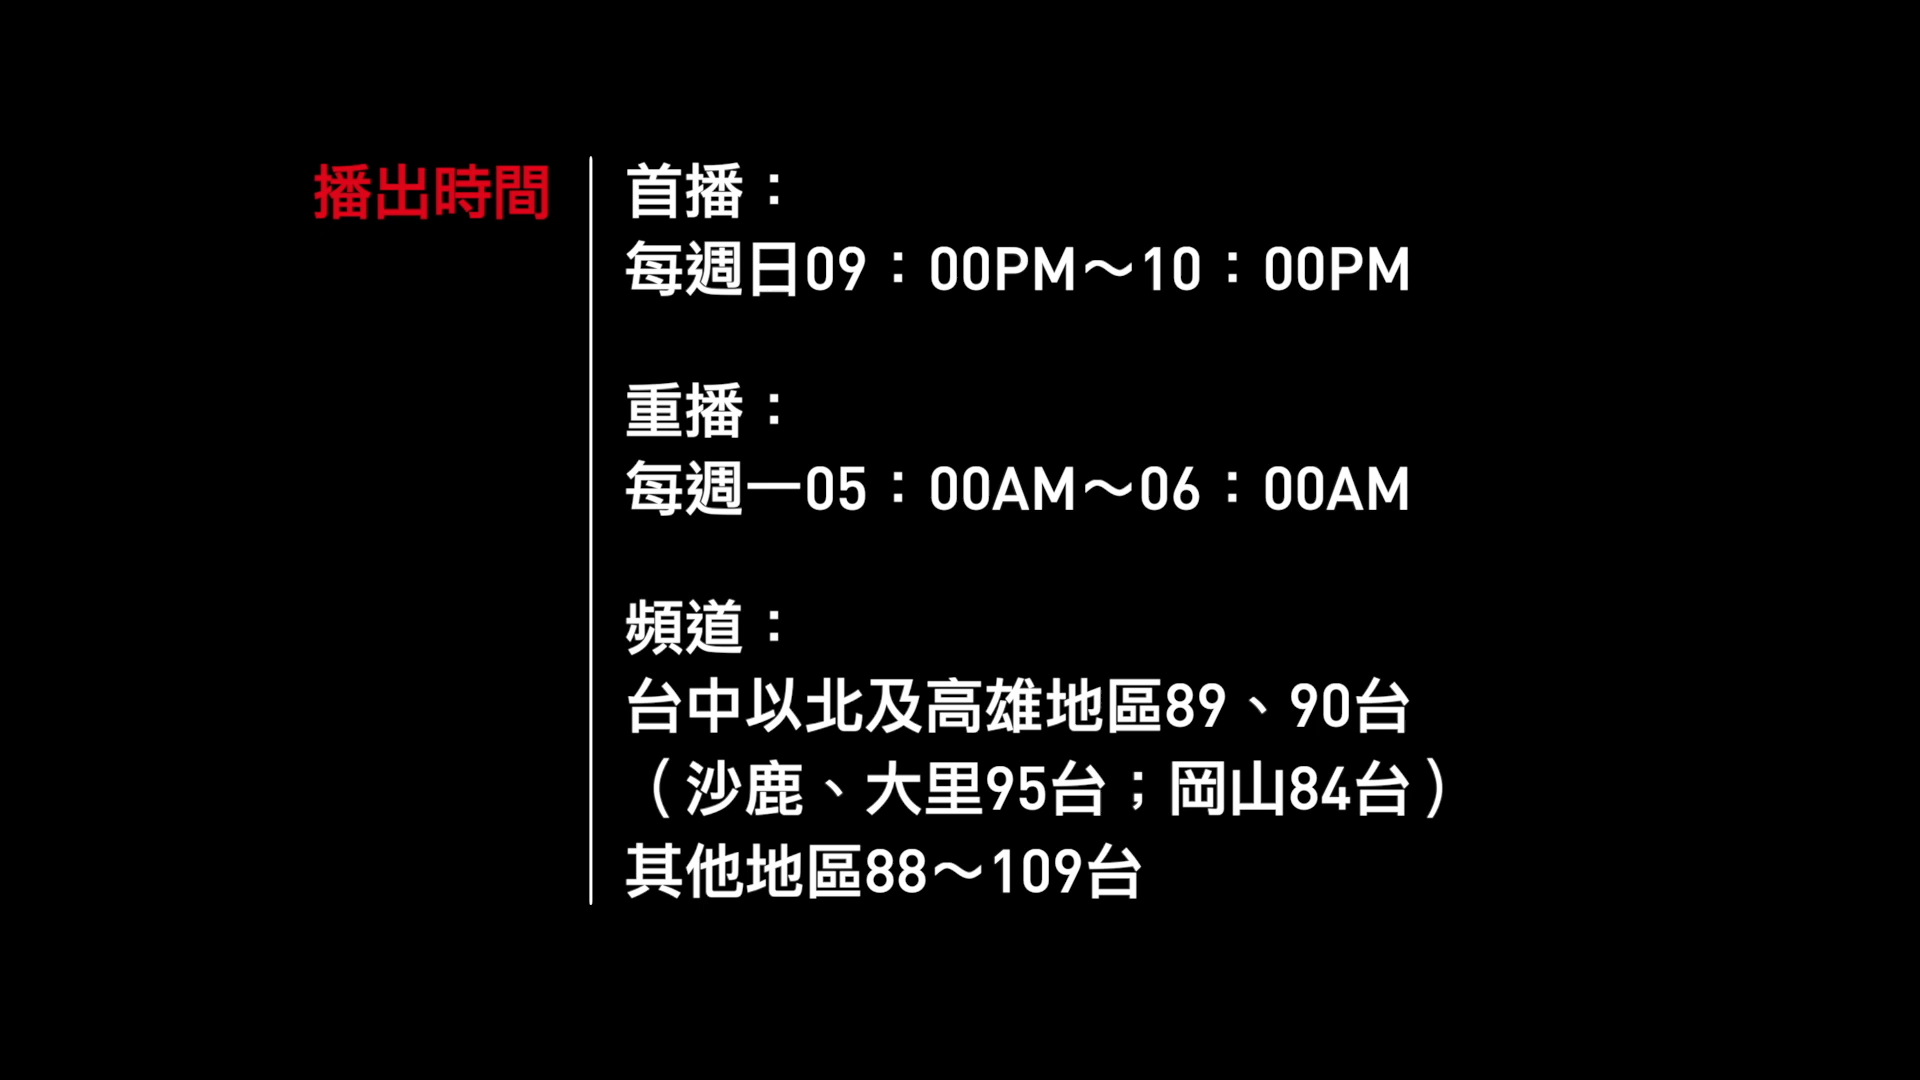 播出時間
首播：
每週日09：00PM～10：00PM
重播：
每週一05：00AM～06：00AM
頻道：
台中以北及高雄地區89、90台
（沙鹿、大里95台；岡山84台）
其他地區88～109台